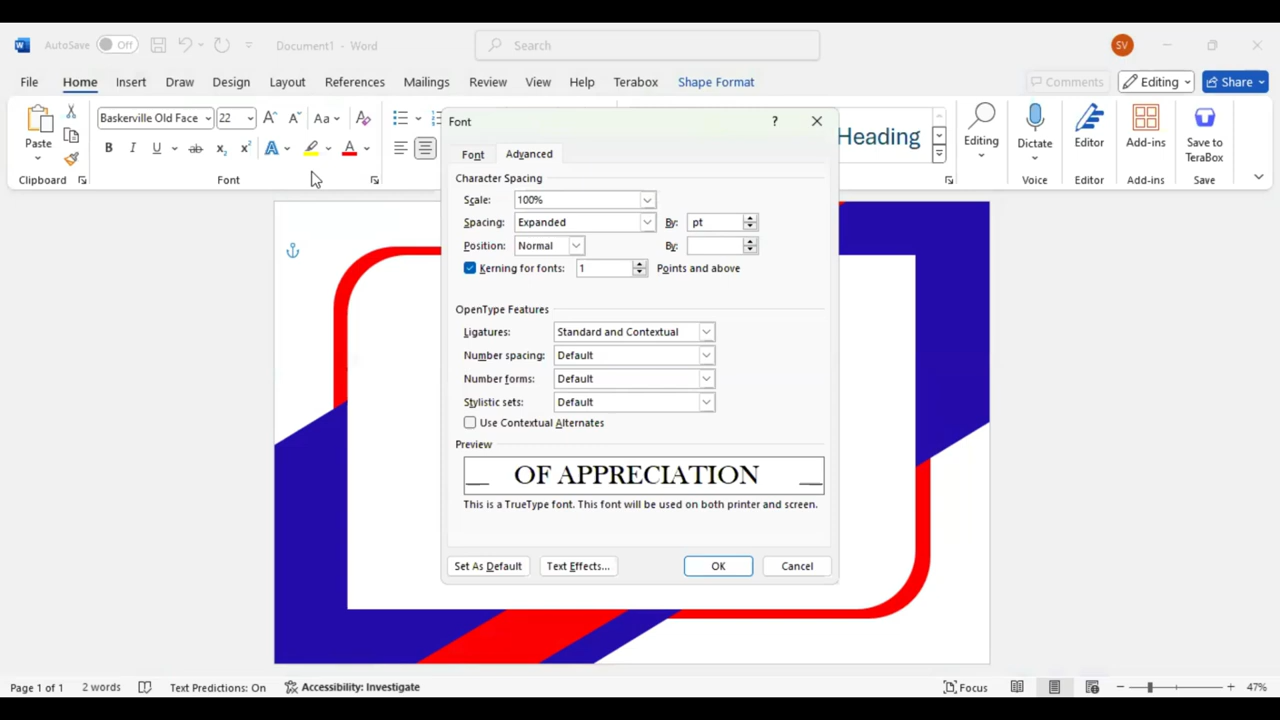 AutoSave Off Document1 - Word Search SV
File Home Insert Draw Design Layout References Mailings Review View Help Terabox Shape Format Comments Editing Share
Paste Baskerville Old Face 22 Aa Heading Editing Dictate Editor Add-ins Save to TeraBox
Clipboard Font Voice Editor Add-ins Save
Font ?
Font Advanced
Character Spacing
Scale: 100%
Spacing: Expanded By: pt
Position: Normal By:
Kerning for fonts: 1 Points and above
OpenType Features
Ligatures: Standard and Contextual
Number spacing: Default
Number forms: Default
Stylistic sets: Default
Use Contextual Alternates
Preview
OF APPRECIATION
This is a TrueType font. This font will be used on both printer and screen.
Set As Default Text Effects... OK Cancel
Page 1 of 1 2 words Text Predictions: On Accessibility: Investigate Focus 47%